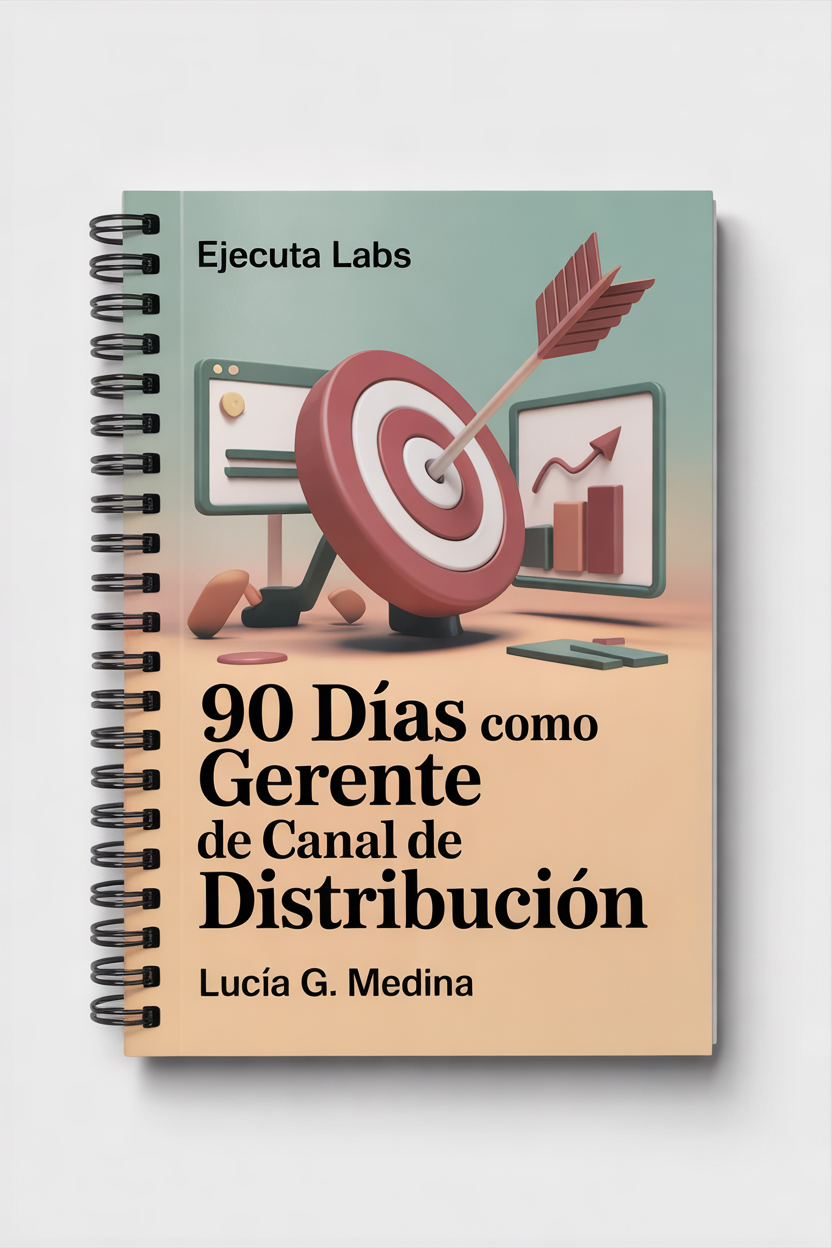 Ejecuta Labs
90 Días como
Gerente
de Canal de
Distribución
Lucía G. Medina